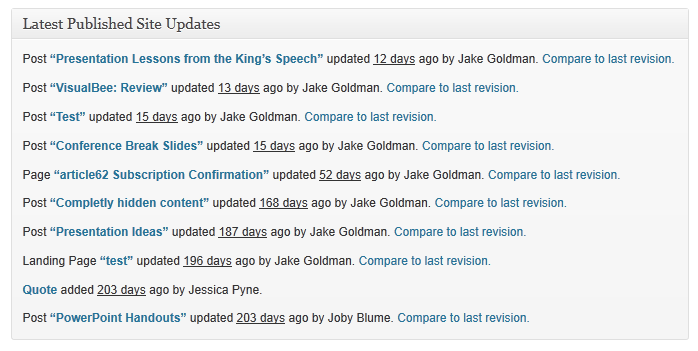 Latest Published Site Updates
Post “Presentation Lessons from the King’s Speech” updated 12 days ago by Jake Goldman. Compare to last revision.
Post “VisualBee: Review” updated 13 days ago by Jake Goldman. Compare to last revision.
Post “Test” updated 15 days ago by Jake Goldman. Compare to last revision.
Post “Conference Break Slides” updated 15 days ago by Jake Goldman. Compare to last revision.
Page “article62 Subscription Confirmation” updated 52 days ago by Jake Goldman. Compare to last revision.
Post “Completly hidden content” updated 168 days ago by Jake Goldman. Compare to last revision.
Post “Presentation Ideas” updated 187 days ago by Jake Goldman. Compare to last revision.
Landing Page “test” updated 196 days ago by Jake Goldman. Compare to last revision.
Quote added 203 days ago by Jessica Pyne.
Post “PowerPoint Handouts” updated 203 days ago by Joby Blume. Compare to last revision.